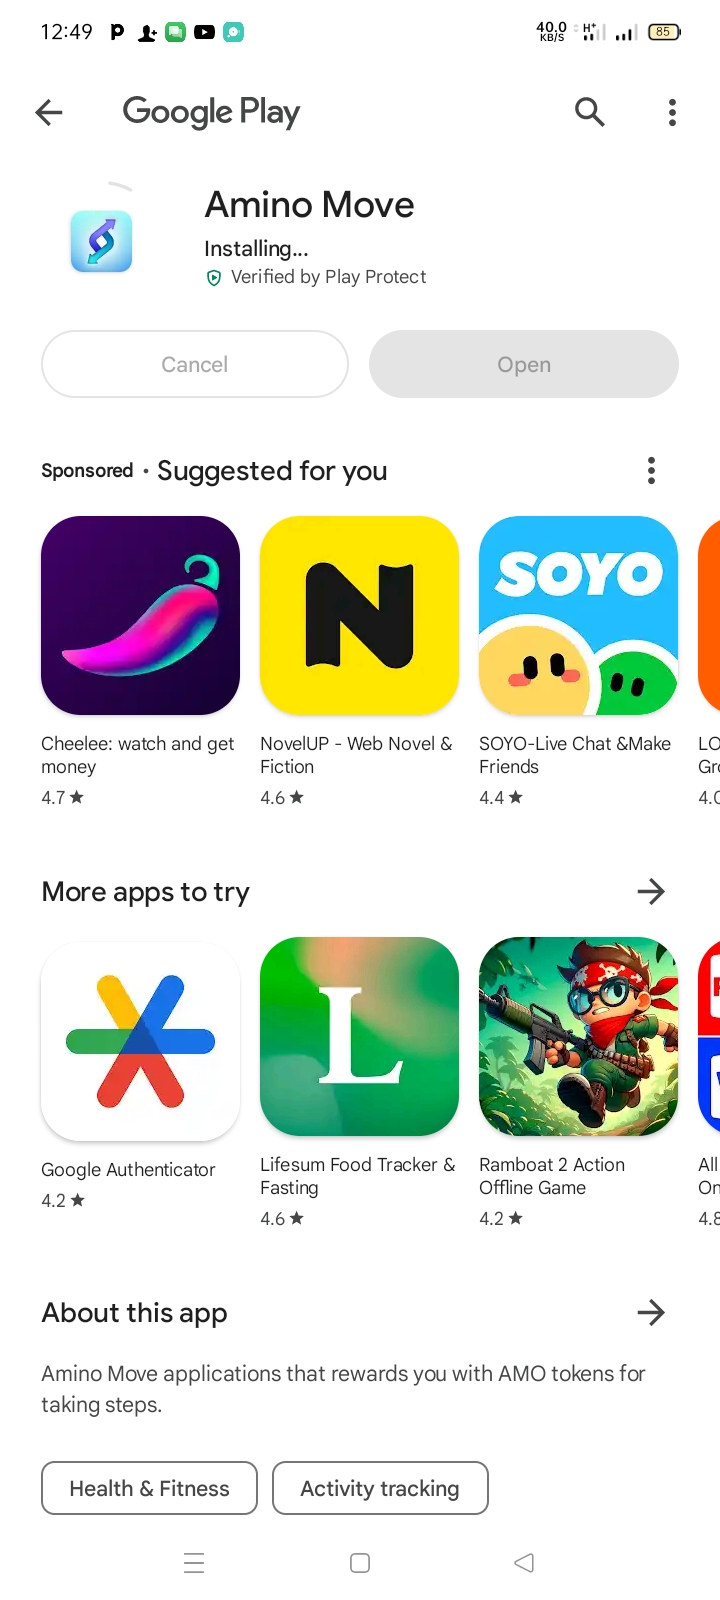 12:49
40.0
KB/S
H+
85
Google Play
Amino Move
Installing...
Verified by Play Protect
Cancel
Open
Sponsored • Suggested for you
SOYO
Cheelee: watch and get
money
4.7 ★
NovelUP - Web Novel &
Fiction
4.6 ★
SOYO-Live Chat &Make
Friends
4.4 ★
LO
Gr
4.0
More apps to try
L
Google Authenticator
4.2 ★
Lifesum Food Tracker &
Fasting
4.6 ★
Ramboat 2 Action
Offline Game
4.2 ★
All
On
4.8
About this app
Amino Move applications that rewards you with AMO tokens for
taking steps.
Health & Fitness
Activity tracking